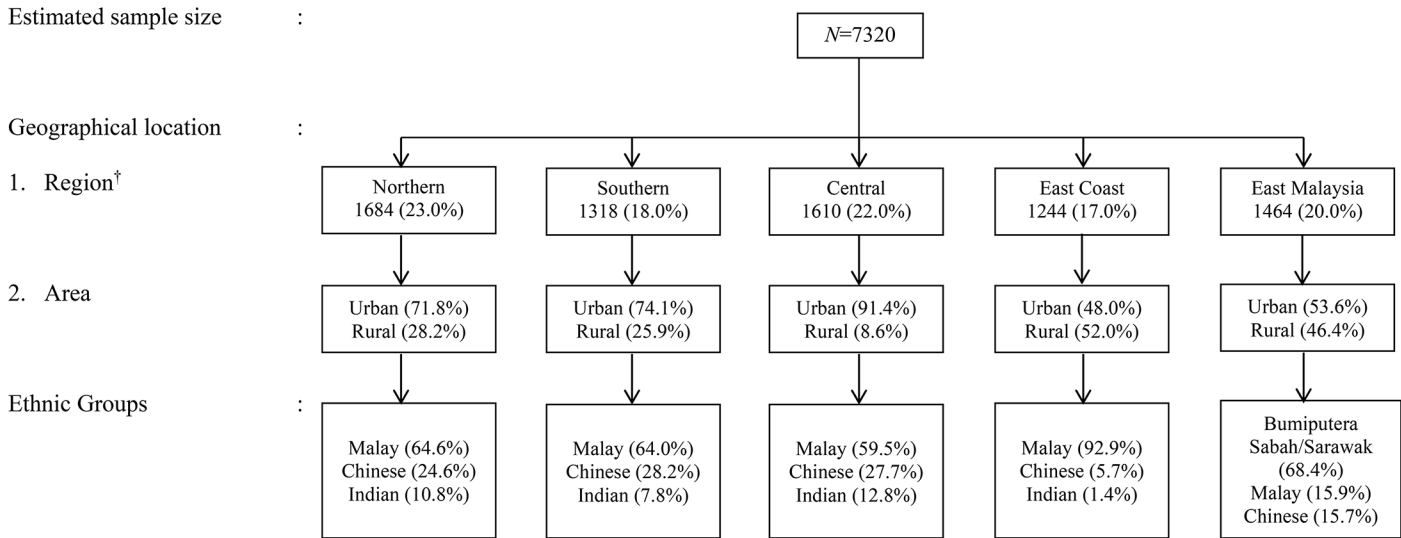 Estimated sample size :
N=7320
Geographical location :
1. Region†
Northern
1684 (23.0%)
Southern
1318 (18.0%)
Central
1610 (22.0%)
East Coast
1244 (17.0%)
East Malaysia
1464 (20.0%)
2. Area
Urban (71.8%)
Rural (28.2%)
Urban (74.1%)
Rural (25.9%)
Urban (91.4%)
Rural (8.6%)
Urban (48.0%)
Rural (52.0%)
Urban (53.6%)
Rural (46.4%)
Ethnic Groups :
Malay (64.6%)
Chinese (24.6%)
Indian (10.8%)
Malay (64.0%)
Chinese (28.2%)
Indian (7.8%)
Malay (59.5%)
Chinese (27.7%)
Indian (12.8%)
Malay (92.9%)
Chinese (5.7%)
Indian (1.4%)
Bumiputera
Sabah/Sarawak
(68.4%)
Malay (15.9%)
Chinese (15.7%)